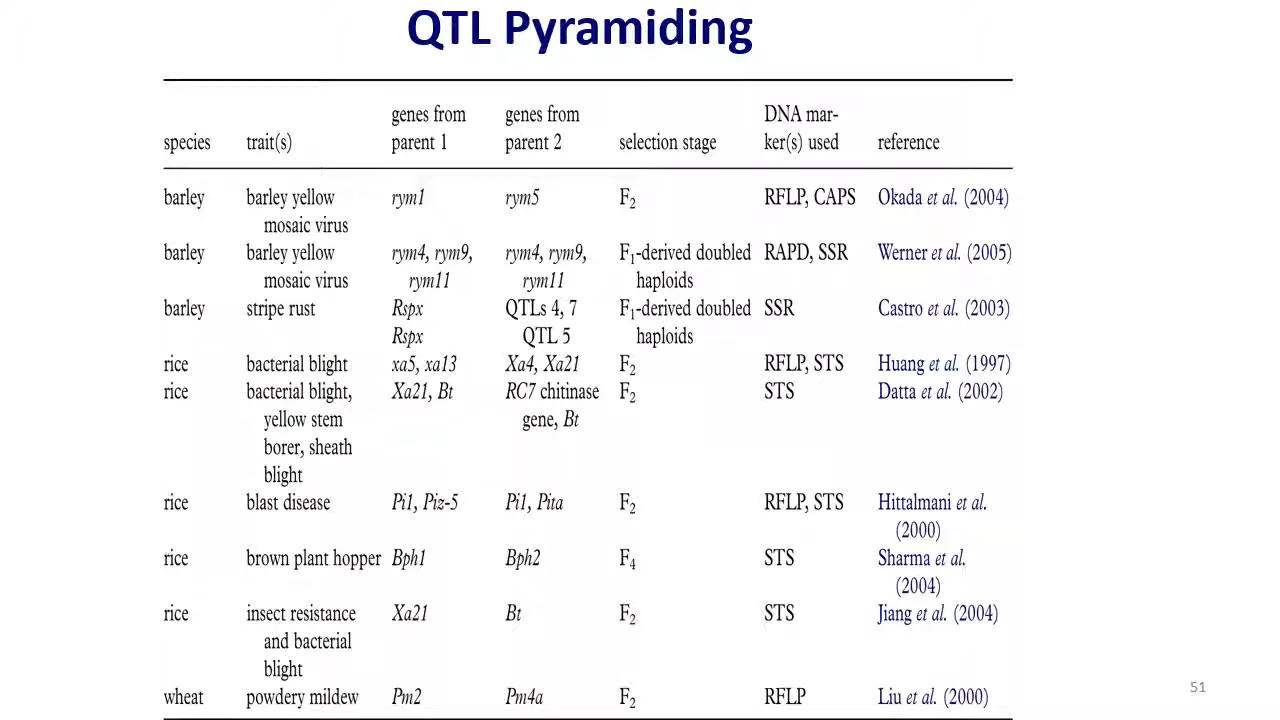 QTL Pyramiding
genes from genes from DNA mar-
species trait(s) parent 1 parent 2 selection stage ker(s) used reference
barley barley yellow rym1 rym5 F2 RFLP, CAPS Okada et al. (2004)
mosaic virus
barley barley yellow rym4, rym9, rym4, rym9, F1-derived doubled RAPD, SSR Werner et al. (2005)
mosaic virus rym11 rym11 haploids
barley stripe rust Rspx QTLs 4, 7 F1-derived doubled SSR Castro et al. (2003)
Rspx QTL 5 haploids
rice bacterial blight xa5, xa13 Xa4, Xa21 F2 RFLP, STS Huang et al. (1997)
rice bacterial blight, Xa21, Bt RC7 chitinase F2 STS Datta et al. (2002)
yellow stem gene, Bt
borer, sheath
blight
rice blast disease Pi1, Piz-5 Pi1, Pita F2 RFLP, STS Hittalmani et al.
(2000)
rice brown plant hopper Bph1 Bph2 F4 STS Sharma et al.
(2004)
rice insect resistance Xa21 Bt F2 STS Jiang et al. (2004)
and bacterial
blight
wheat powdery mildew Pm2 Pm4a F2 RFLP Liu et al. (2000)
51